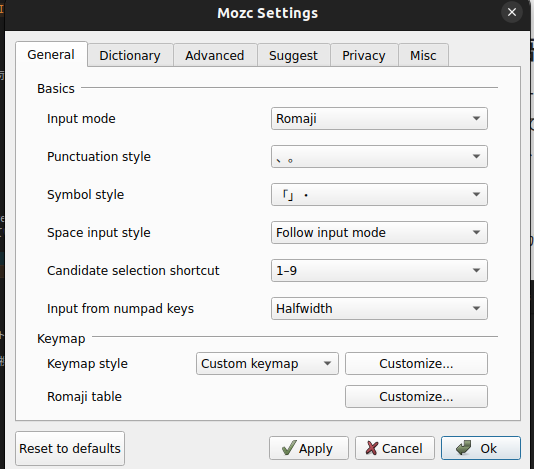 Mozc Settings
General Dictionary Advanced Suggest Privacy Misc
Basics
Input mode Romaji
Punctuation style 、。
Symbol style 「」・
Space input style Follow input mode
Candidate selection shortcut 1–9
Input from numpad keys Halfwidth
Keymap
Keymap style Custom keymap Customize...
Romaji table Customize...
Reset to defaults Apply Cancel Ok